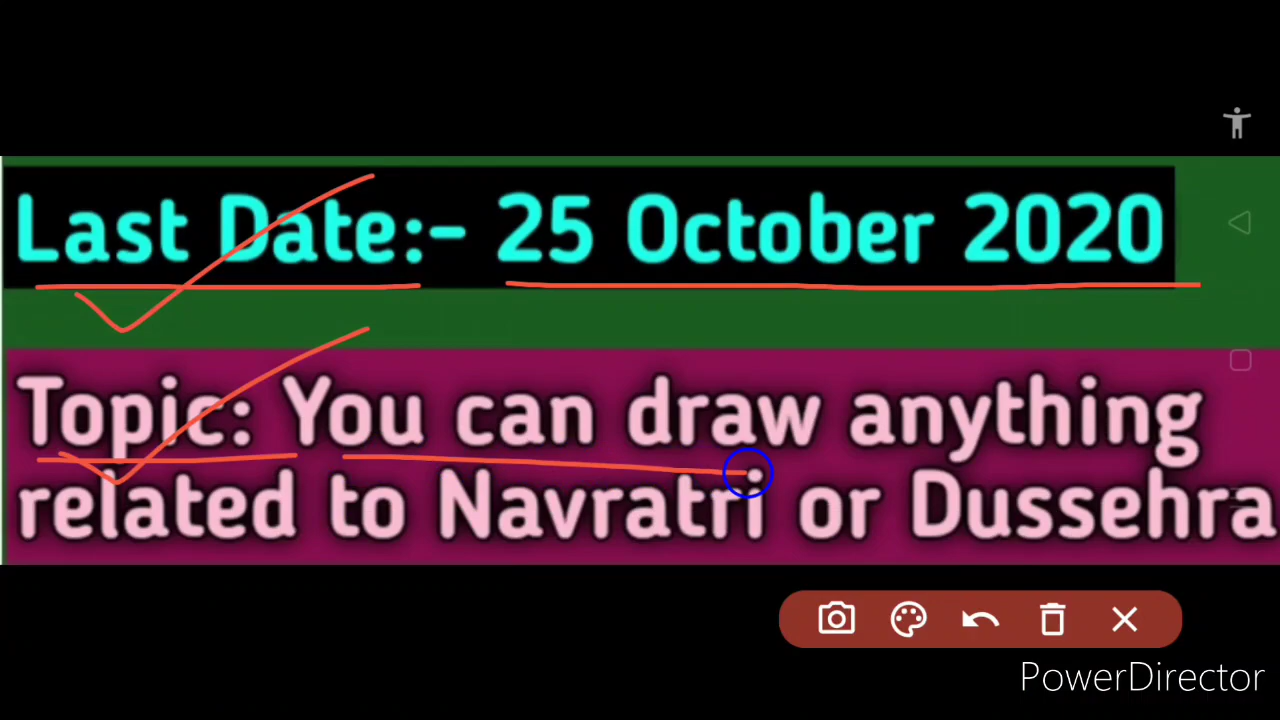 Last Date:- 25 October 2020
Topic: You can draw anything
related to Navratri or Dussehra
PowerDirector